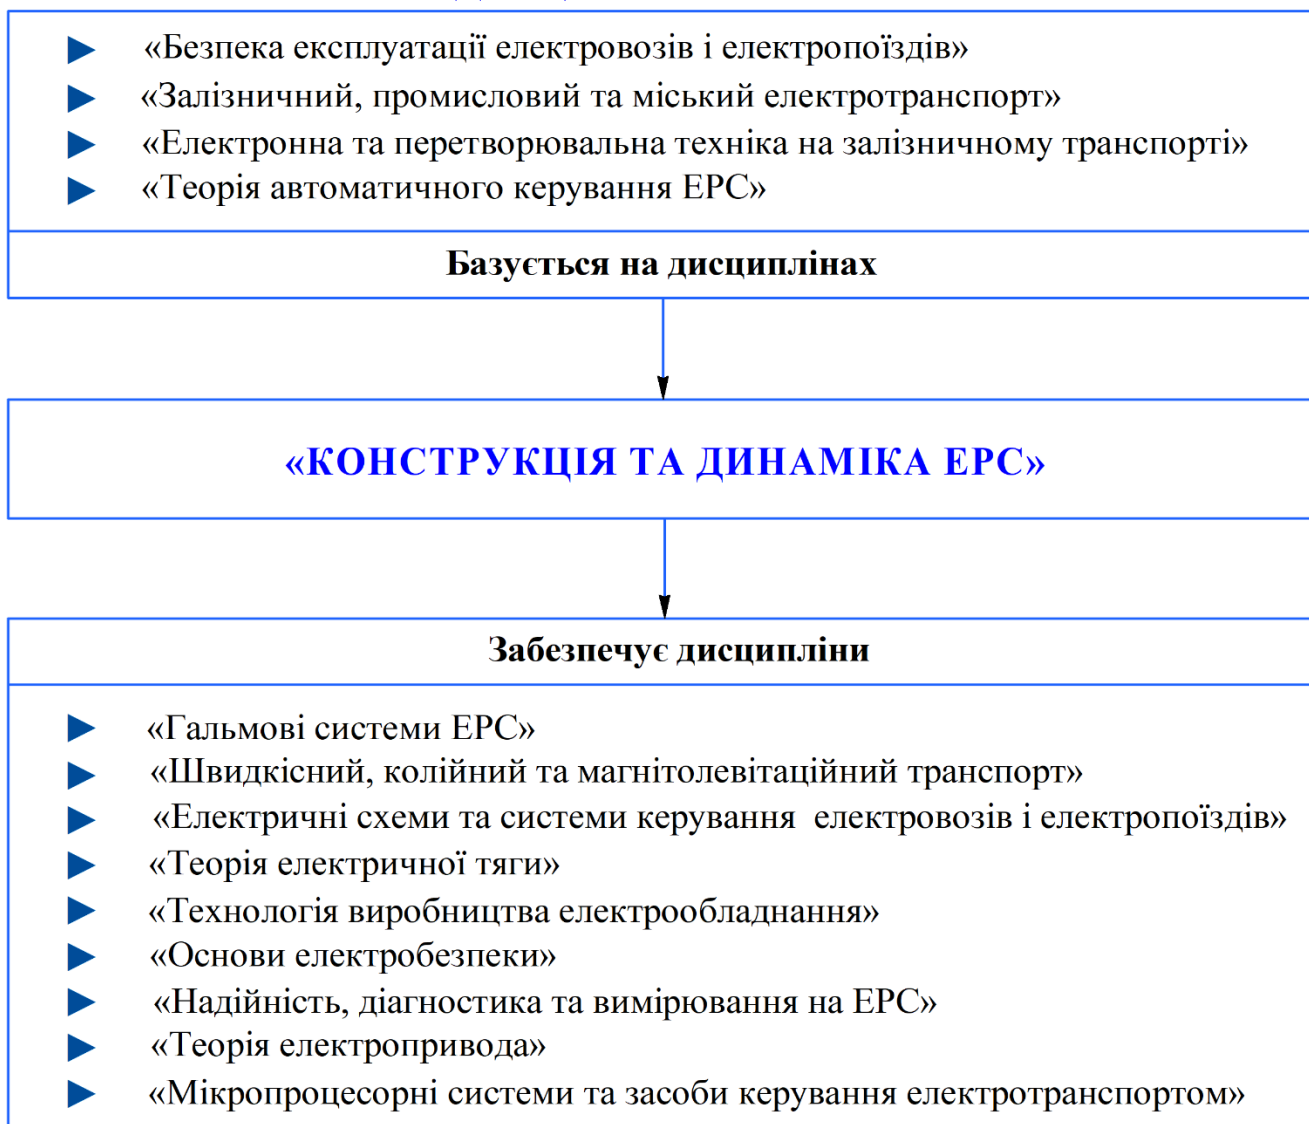 «Безпека експлуатації електровозів і електропоїздів»
«Залізничний, промисловий та міський електротранспорт»
«Електронна та перетворювальна техніка на залізничному транспорті»
«Теорія автоматичного керування ЕРС»
Базується на дисциплінах
«КОНСТРУКЦІЯ ТА ДИНАМІКА ЕРС»
Забезпечує дисципліни
«Гальмові системи ЕРС»
«Швидкісний, колійний та магнітолевітаційний транспорт»
«Електричні схеми та системи керування  електровозів і електропоїздів»
«Теорія електричної тяги»
«Технологія виробництва електрообладнання»
«Основи електробезпеки»
«Надійність, діагностика та вимірювання на ЕРС»
«Теорія електропривода»
«Мікропроцесорні системи та засоби керування електротранспортом»